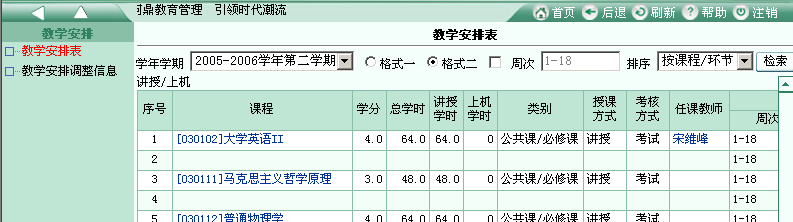 鼎教育管理 引领时代潮流
首页 后退 刷新 帮助 注销
教学安排
教学安排表
教学安排调整信息
教学安排表
学年学期 2005-2006学年第二学期 格式一 格式二 周次 1-18 排序 按课程/环节 检索
讲授/上机
序号 课程 学分 总学时 讲授学时 上机学时 类别 授课方式 考核方式 任课教师 周次
1 [030102]大学英语II 4.0 64.0 64.0 0 公共课/必修课 讲授 考试 宋维峰 1-18
2 1-18
3 [030111]马克思主义哲学原理 3.0 48.0 48.0 0 公共课/必修课 讲授 考试 1-18
4 1-18
5 [030112]普通物理学 4.0 64.0 64.0 0 公共课/必修课 讲授 考试 1-18